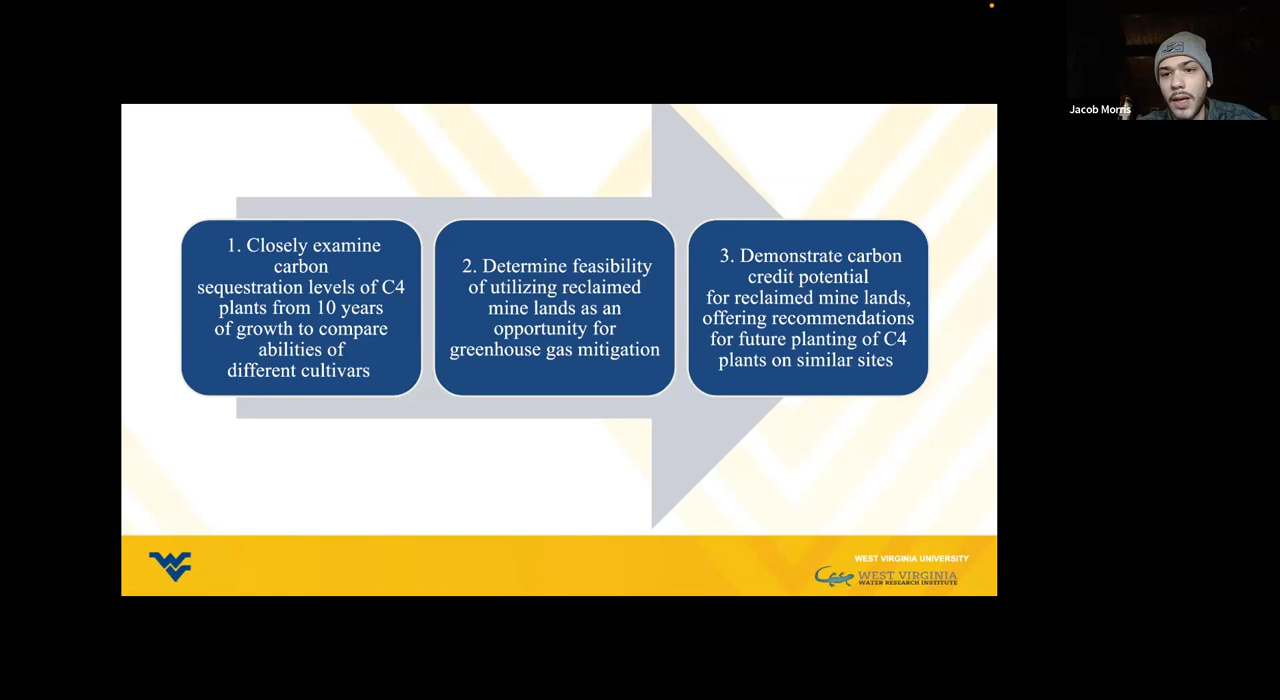 Jacob Morris
1. Closely examine
carbon
sequestration levels of C4
plants from 10 years
of growth to compare
abilities of
different cultivars
2. Determine feasibility
of utilizing reclaimed
mine lands as an
opportunity for
greenhouse gas mitigation
3. Demonstrate carbon
credit potential
for reclaimed mine lands,
offering recommendations
for future planting of C4
plants on similar sites
WEST VIRGINIA UNIVERSITY
WEST VIRGINIA
WATER RESEARCH INSTITUTE